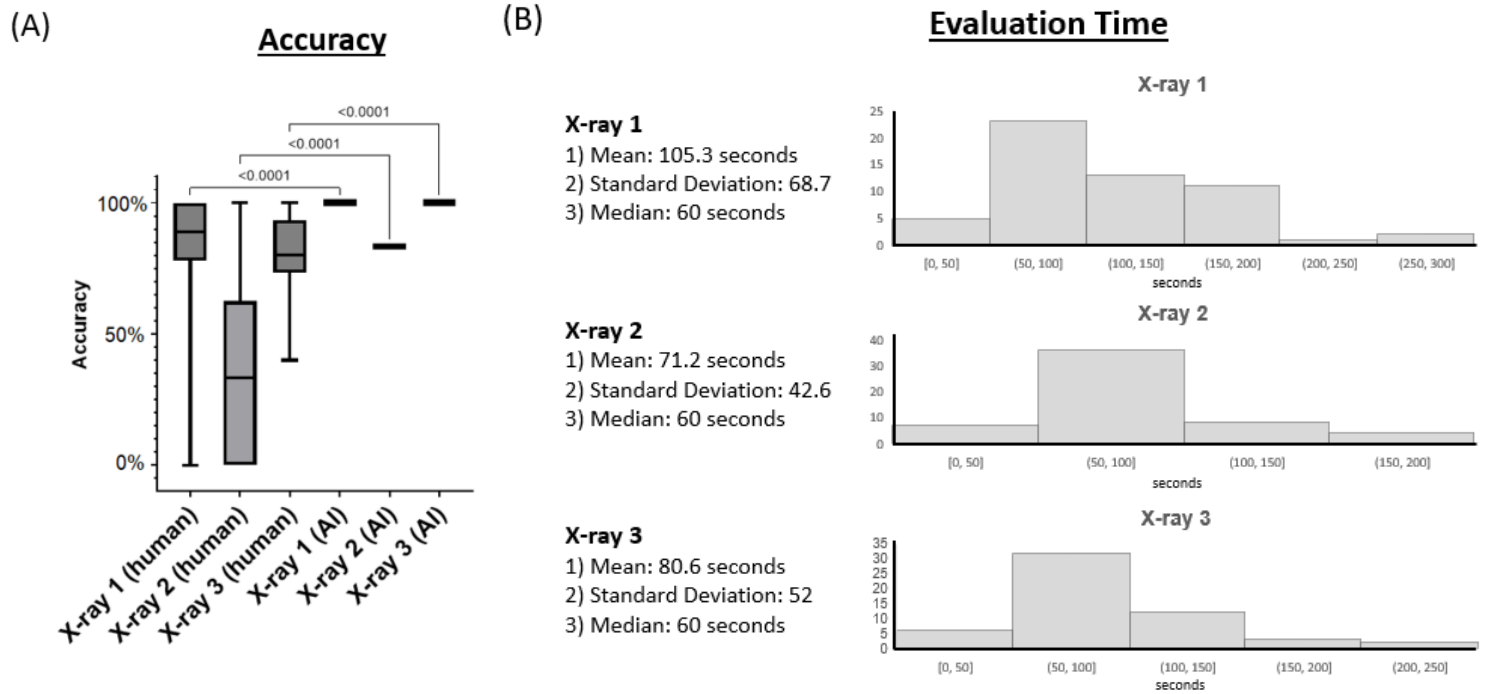 (A)
Accuracy
<0.0001
<0.0001
<0.0001
100%
50%
0%
Accuracy
X-ray 1 (human)
X-ray 2 (human)
X-ray 3 (human)
X-ray 1 (AI)
X-ray 2 (AI)
X-ray 3 (AI)
(B)
Evaluation Time
X-ray 1
1) Mean: 105.3 seconds
2) Standard Deviation: 68.7
3) Median: 60 seconds
X-ray 1
25
20
15
10
5
0
[0, 50]
(50, 100]
(100, 150]
(150, 200]
(200, 250]
(250, 300]
seconds
X-ray 2
1) Mean: 71.2 seconds
2) Standard Deviation: 42.6
3) Median: 60 seconds
X-ray 2
40
30
20
10
0
[0, 50]
(50, 100]
(100, 150]
(150, 200]
seconds
X-ray 3
1) Mean: 80.6 seconds
2) Standard Deviation: 52
3) Median: 60 seconds
X-ray 3
35
30
25
20
15
10
5
0
[0, 50]
(50, 100]
(100, 150]
(150, 200]
(200, 250]
seconds